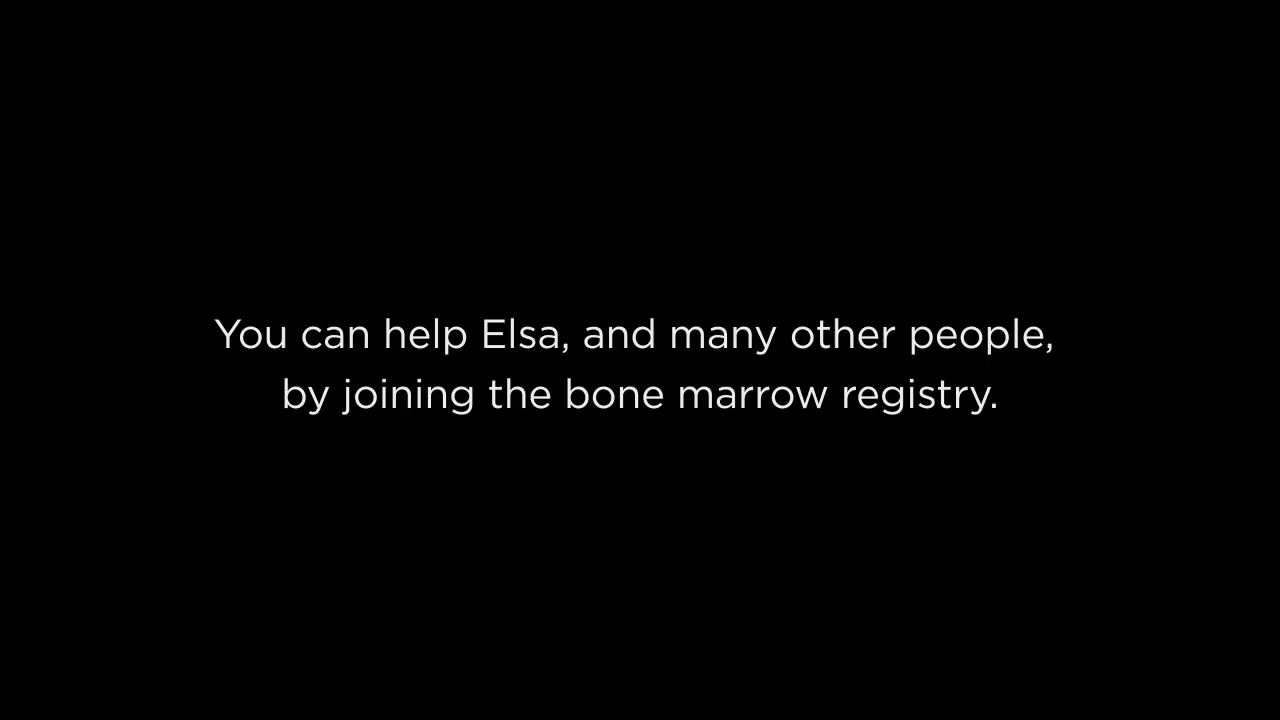 You can help Elsa, and many other people,
by joining the bone marrow registry.